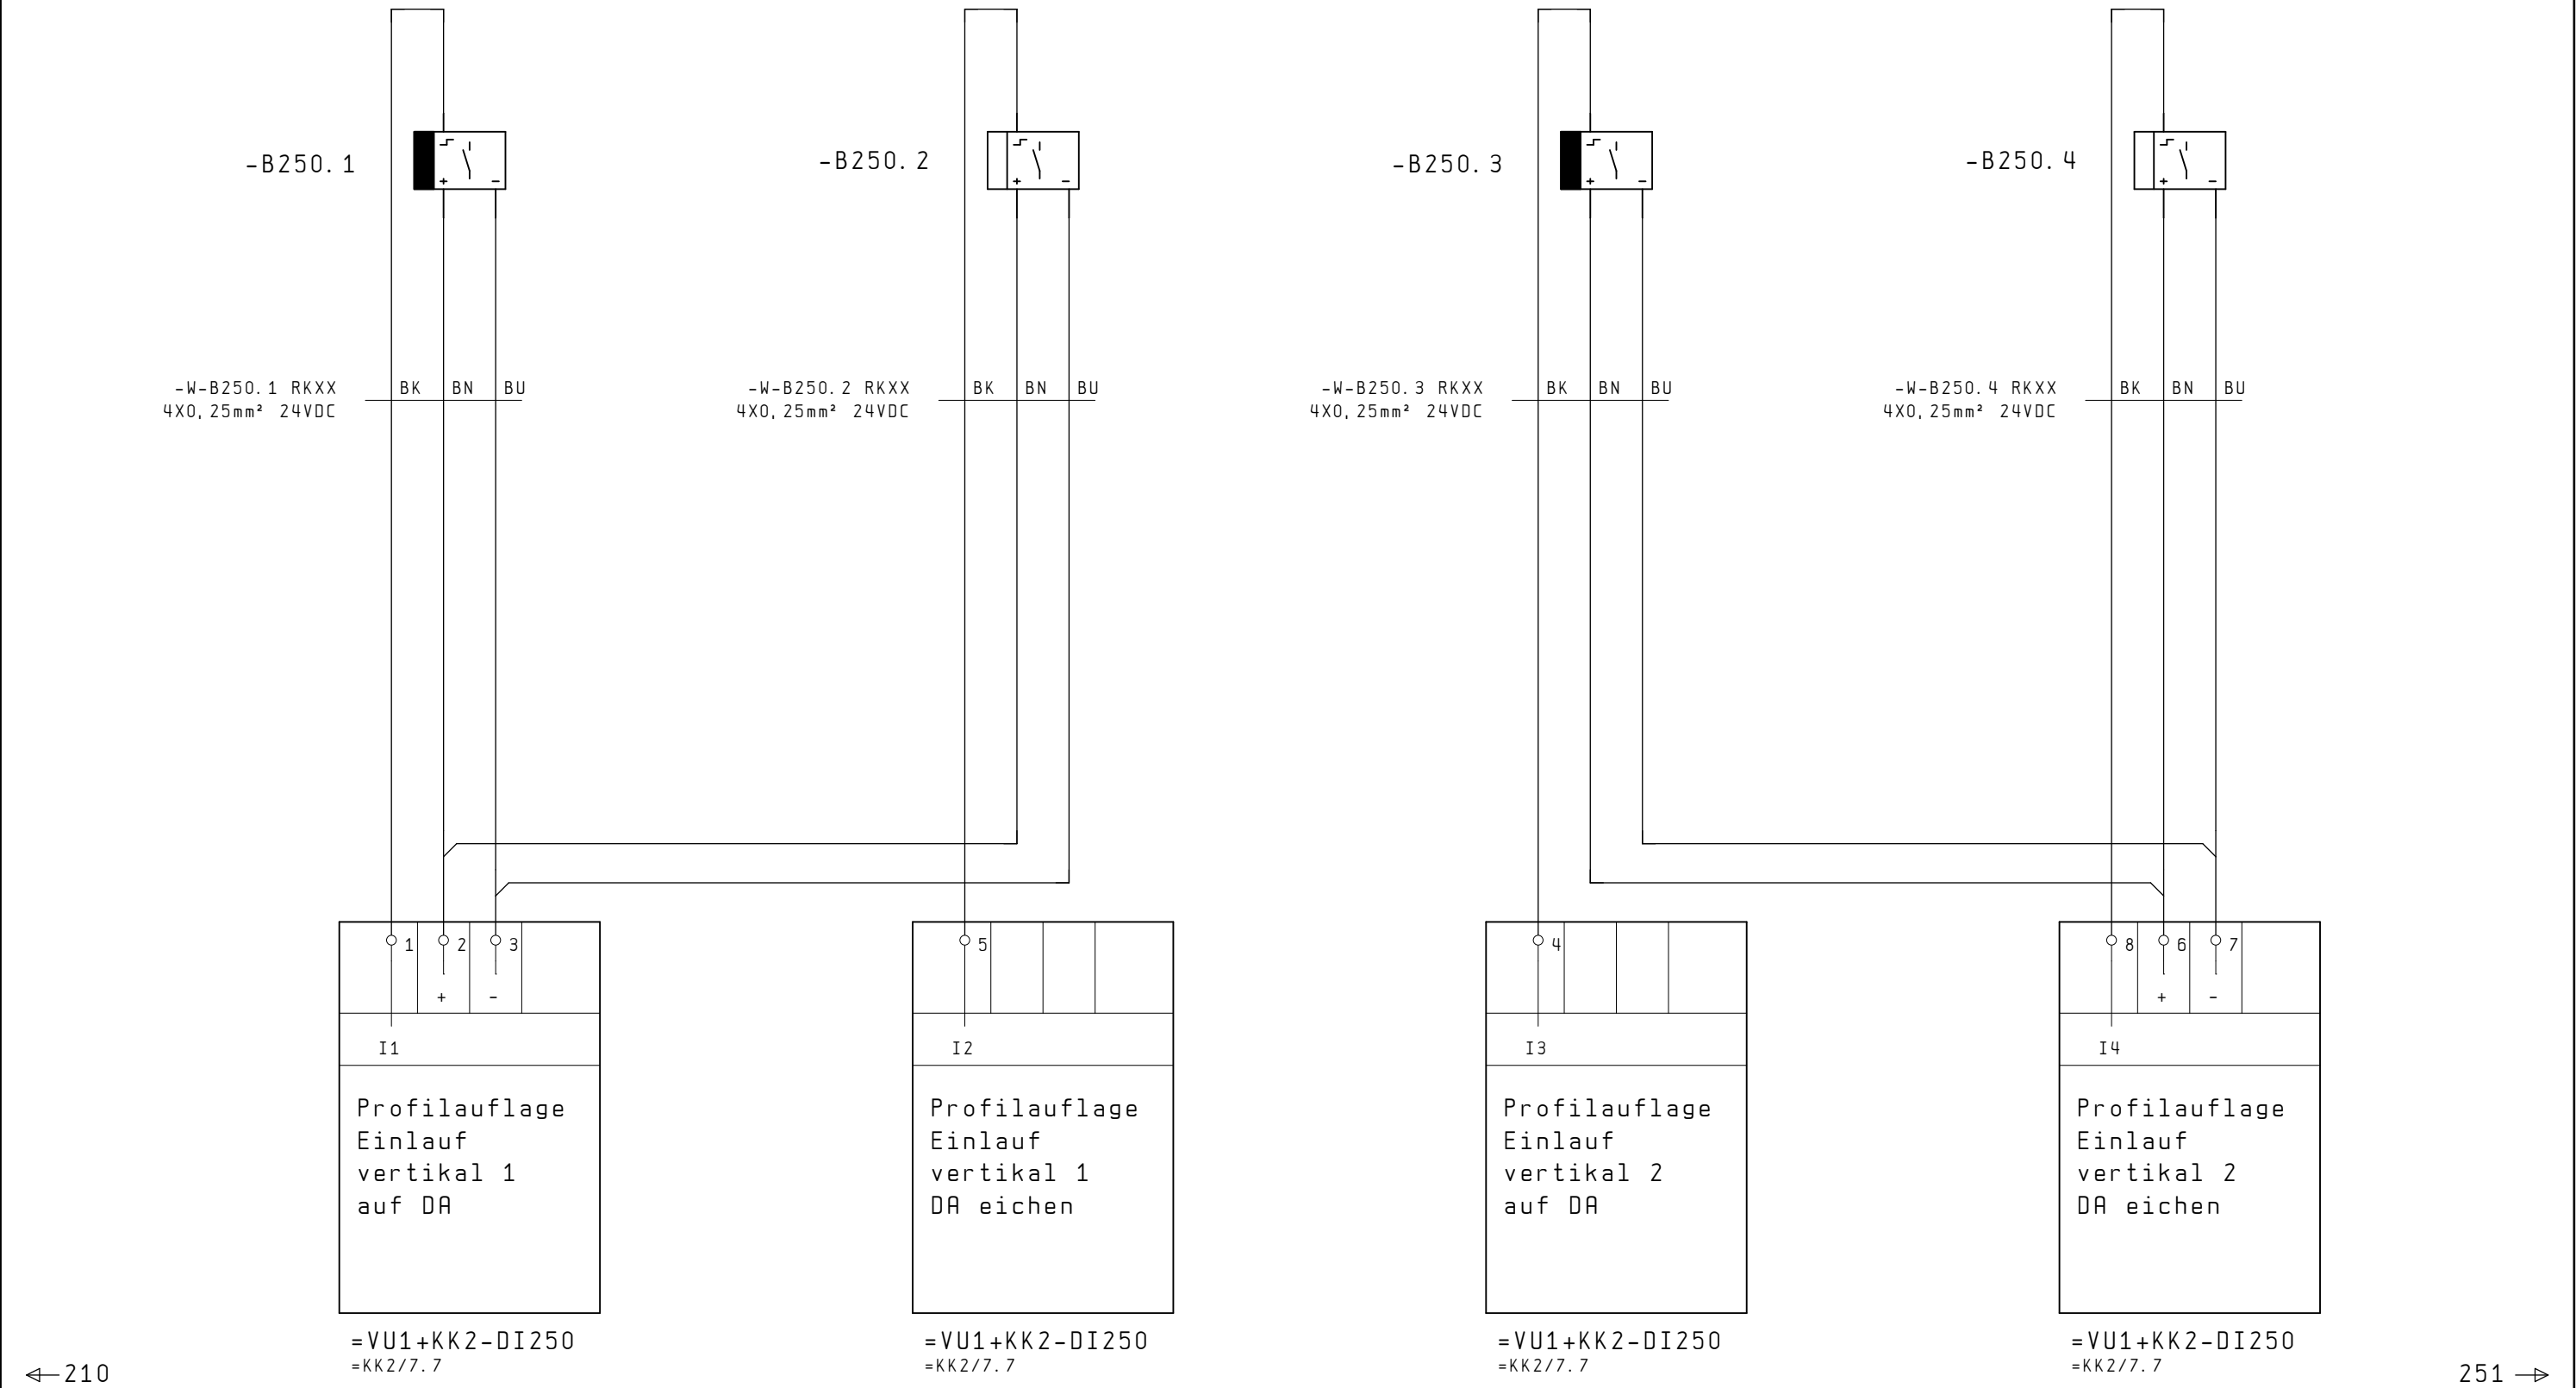 -B250.1
-B250.2
-B250.3
-B250.4
+ -
+ -
+ -
+ -
-W-B250.1 RKXX
4X0,25mm² 24VDC
BK BN BU
-W-B250.2 RKXX
4X0,25mm² 24VDC
BK BN BU
-W-B250.3 RKXX
4X0,25mm² 24VDC
BK BN BU
-W-B250.4 RKXX
4X0,25mm² 24VDC
BK BN BU
1 2 3
+ -
I1
Profilauflage
Einlauf
vertikal 1
auf DA
=VU1+KK2-DI250
=KK2/7.7
5
I2
Profilauflage
Einlauf
vertikal 1
DA eichen
=VU1+KK2-DI250
=KK2/7.7
4
I3
Profilauflage
Einlauf
vertikal 2
auf DA
=VU1+KK2-DI250
=KK2/7.7
8 6 7
+ -
I4
Profilauflage
Einlauf
vertikal 2
DA eichen
=VU1+KK2-DI250
=KK2/7.7
210
251